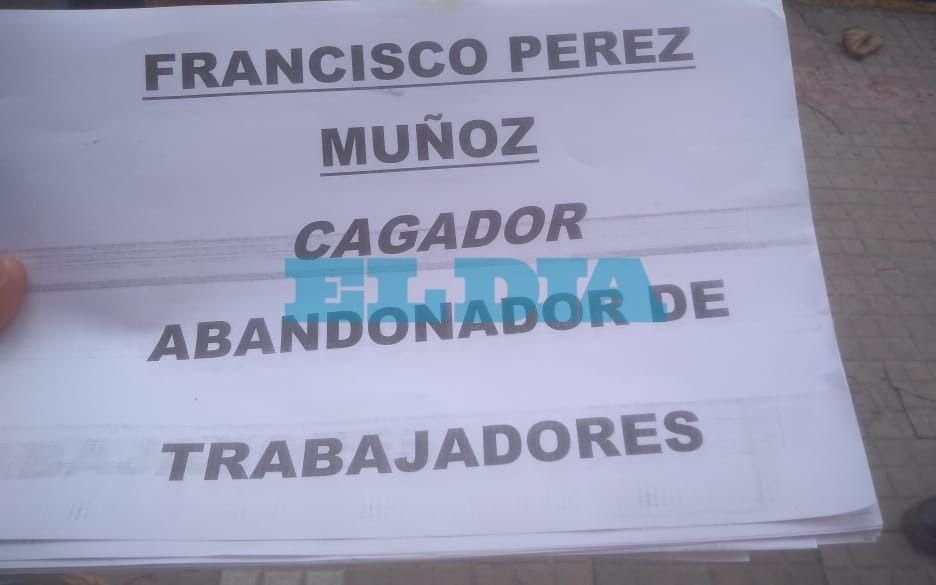 FRANCISCO PEREZ
MUÑOZ
CAGADOR
EL DIA
ABANDONADOR DE
TRABAJADORES